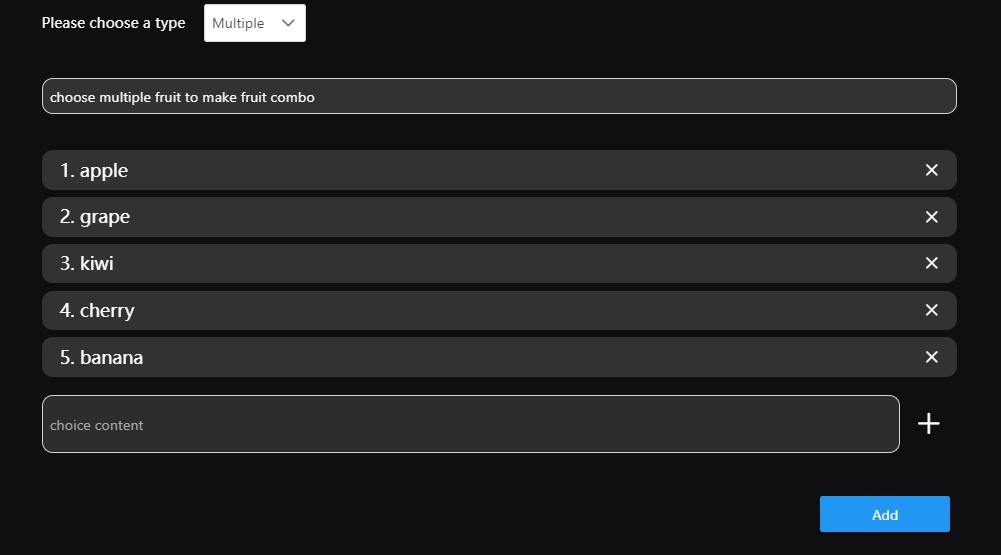 Please choose a type Multiple
choose multiple fruit to make fruit combo
1. apple
2. grape
3. kiwi
4. cherry
5. banana
choice content
Add